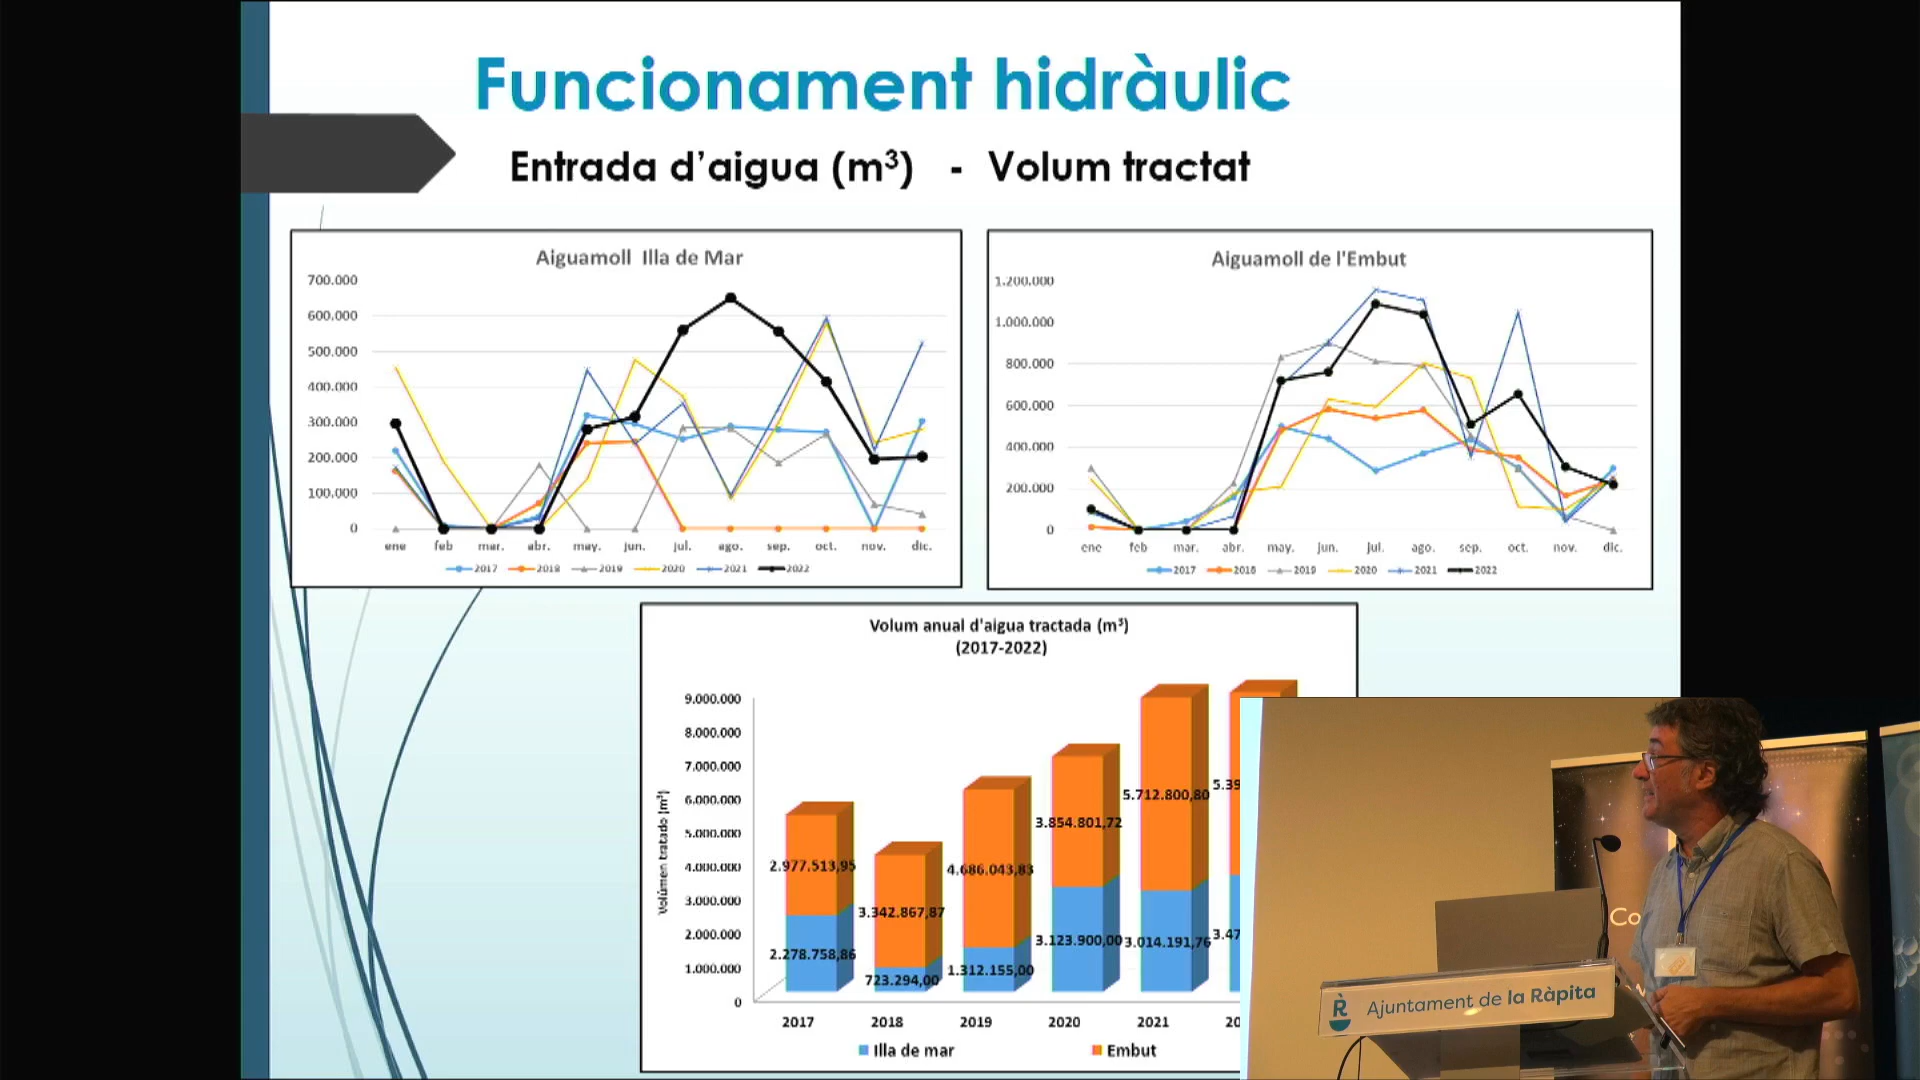 Funcionament hidràulic
Entrada d'aigua (m³) - Volum tractat
Aiguamoll Illa de Mar
700.000
600.000
500.000
400.000
300.000
200.000
100.000
0
ene feb mar. abr. may. jun. jul. ago. sep. oct. nov. dic.
2017 2018 2019 2020 2021 2022
Aiguamoll de l'Embut
1.200.000
1.000.000
800.000
600.000
400.000
200.000
0
ene feb mar. abr. may. jun. jul. ago. sep. oct. nov. dic.
2017 2018 2019 2020 2021 2022
Volum anual d'aigua tractada (m³)
(2017-2022)
Volúmen tratado (m³)
9.000.000
8.000.000
7.000.000
6.000.000
5.000.000
4.000.000
3.000.000
2.000.000
1.000.000
0
2.977.513,95
3.342.867,87
4.686.043,83
3.854.801,72
5.712.800,80
5.39
2.278.758,86
723.294,00
1.312.155,00
3.123.900,00
3.014.191,76
3.47
2017 2018 2019 2020 2021 20
Illa de mar Embut
Co
Ajuntament de la Ràpita